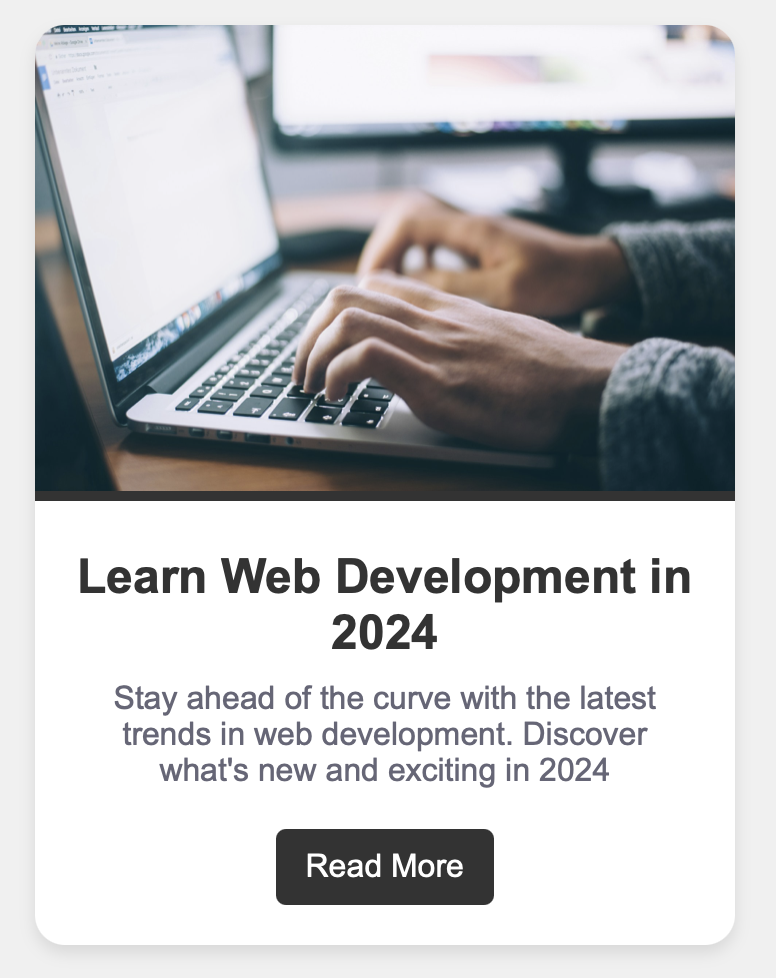 Learn Web Development in
2024
Stay ahead of the curve with the latest
trends in web development. Discover
what's new and exciting in 2024
Read More